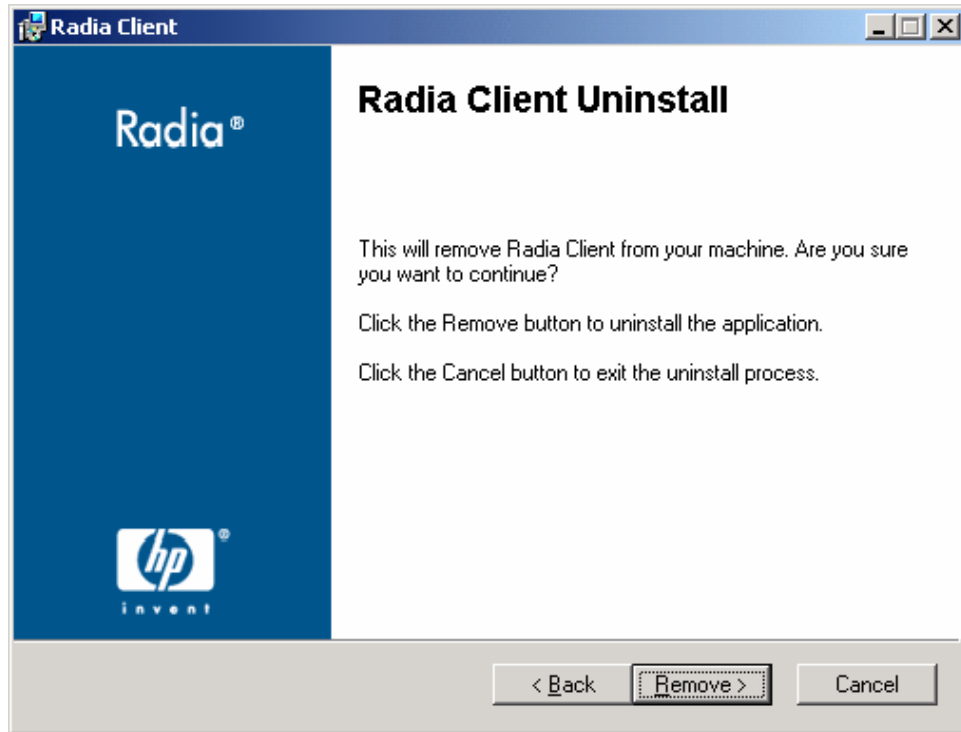 Radia Client
Radia®
Radia Client Uninstall
This will remove Radia Client from your machine. Are you sure
you want to continue?
Click the Remove button to uninstall the application.
Click the Cancel button to exit the uninstall process.
hp®
invent
< Back
Remove >
Cancel